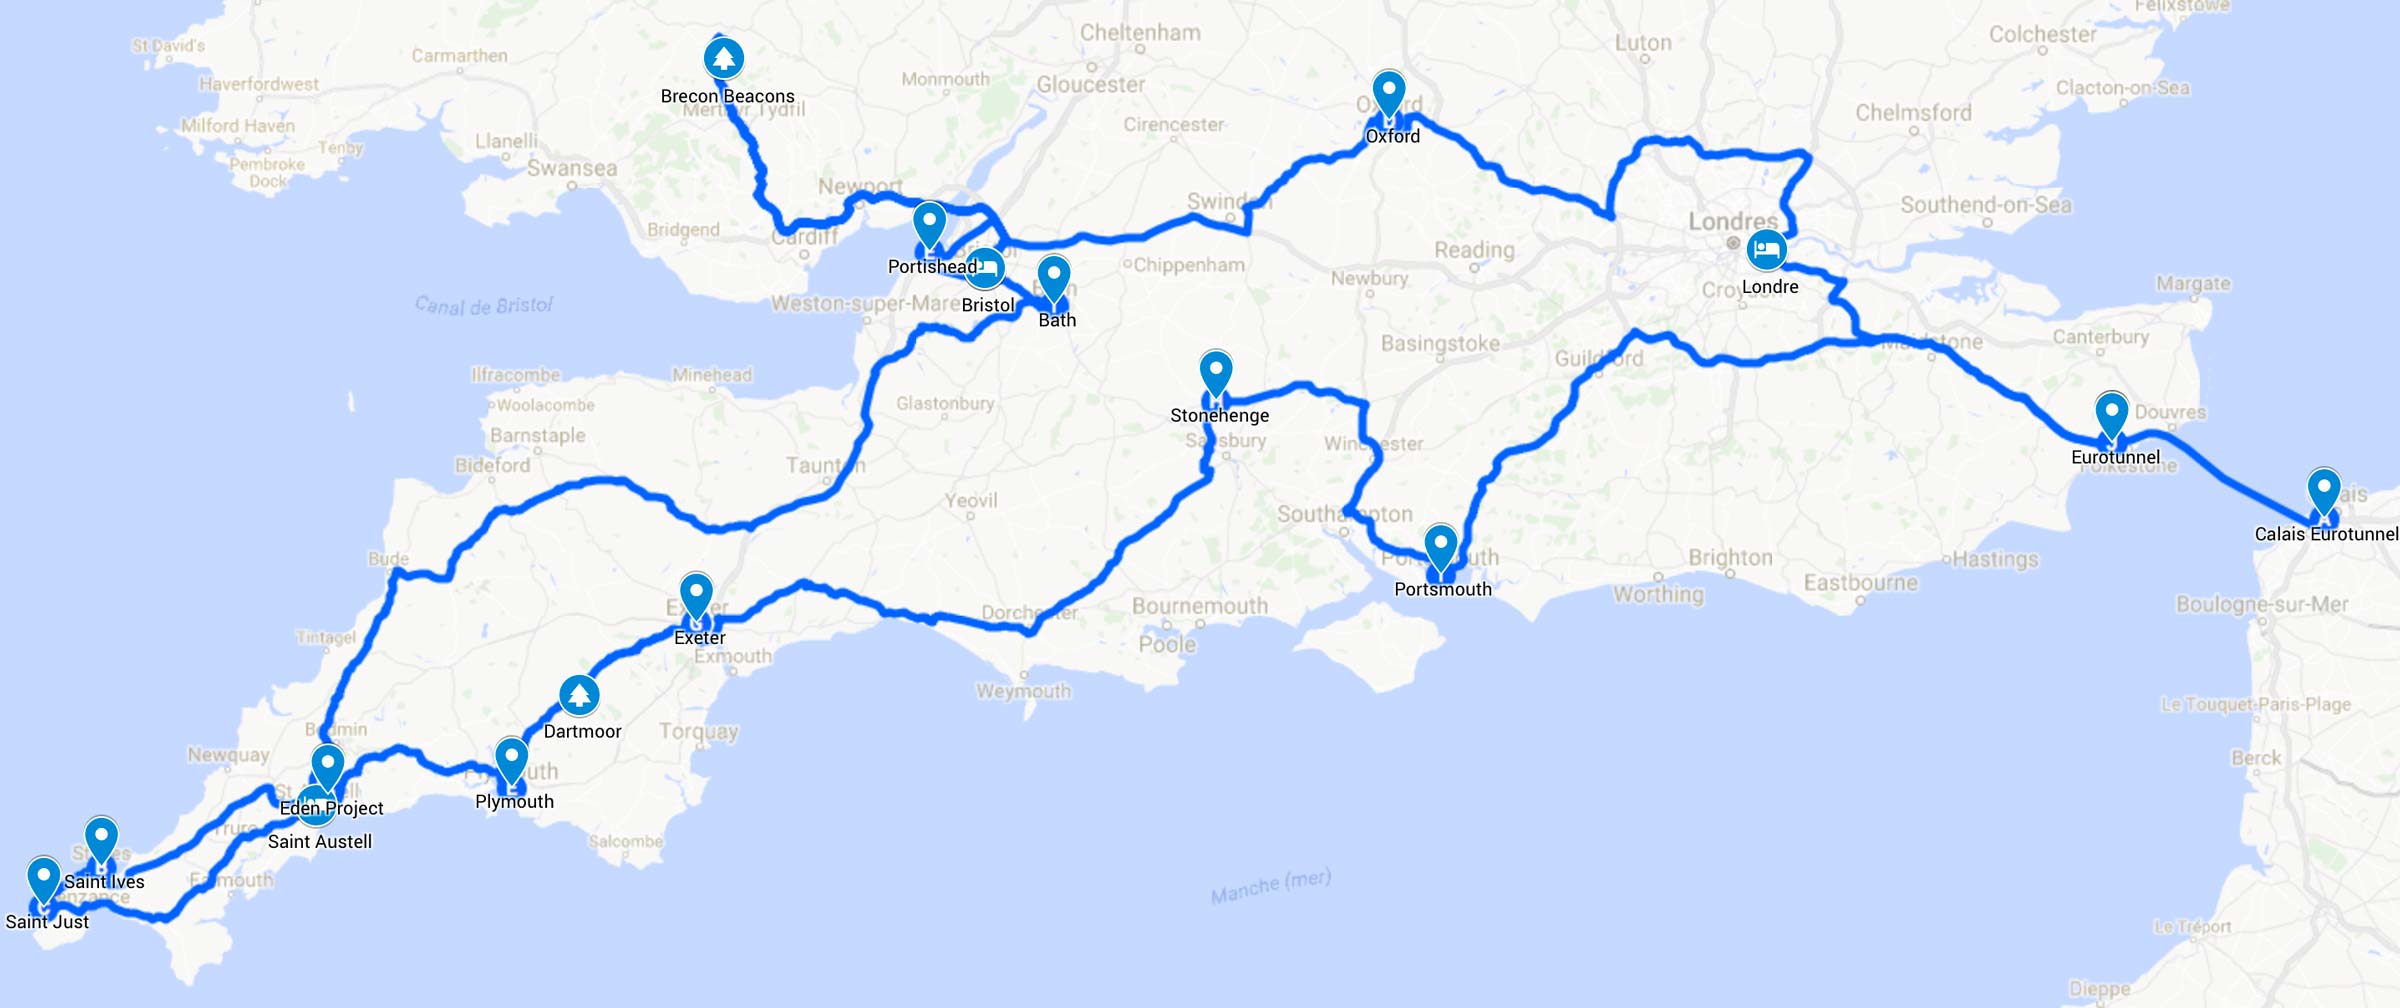 Felixstowe
Cheltenham
St David's
Carmarthen
Luton
Colchester
Haverfordwest
Monmouth
Gloucester
Clacton-on-Sea
Brecon Beacons
Merthyr Tydfil
Oxford
Oxford
Chelmsford
Milford Haven
Llanelli
Cirencester
Tenby
Pembroke
Dock
Swansea
Newport
Swindon
Londres
Southend-on-Sea
Bridgend
Cardiff
Portishead
Bristol
Chippenham
Reading
Newbury
Londre
Croydon
Margate
Canal de Bristol
Weston-super-Mare
Bristol
Bath
Canterbury
Maidstone
Basingstoke
Guildford
Ilfracombe
Minehead
Woolacombe
Glastonbury
Stonehenge
Douvres
Barnstaple
Salisbury
Winchester
Eurotunnel
Folkestone
Bideford
Taunton
Yeovil
Southampton
Calais Eurotunnel
Bude
Portsmouth
Portsmouth
Brighton
Hastings
Worthing
Eastbourne
Exeter
Exeter
Dorchester
Bournemouth
Boulogne-sur-Mer
Tintagel
Exmouth
Poole
Weymouth
Le Touquet-Paris-Plage
Dartmoor
Torquay
Bodmin
Newquay
Berck
Plymouth
Plymouth
Eden Project
Saint Austell
Truro
Salcombe
Saint Ives
Falmouth
Manche (mer)
Penzance
Saint Just
Le Tréport
Dieppe